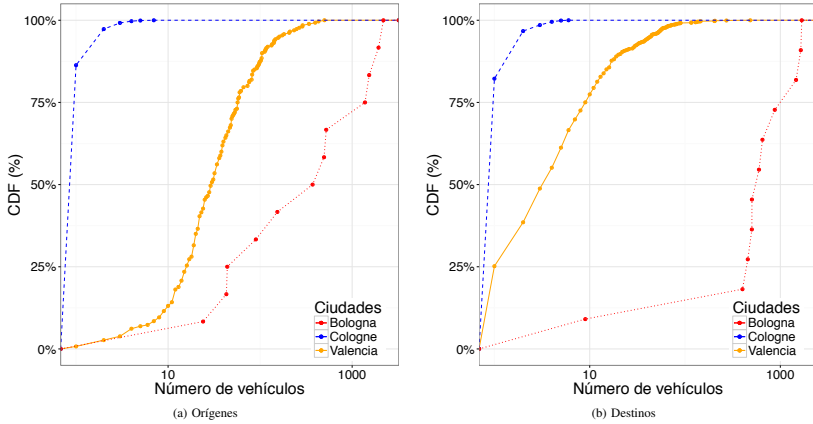 100%
75%
50%
25%
0%
CDF (%)
10
1000
Número de vehículos
Ciudades
Bologna
Cologne
Valencia
(a) Orígenes
100%
75%
50%
25%
0%
CDF (%)
10
1000
Número de vehículos
Ciudades
Bologna
Cologne
Valencia
(b) Destinos